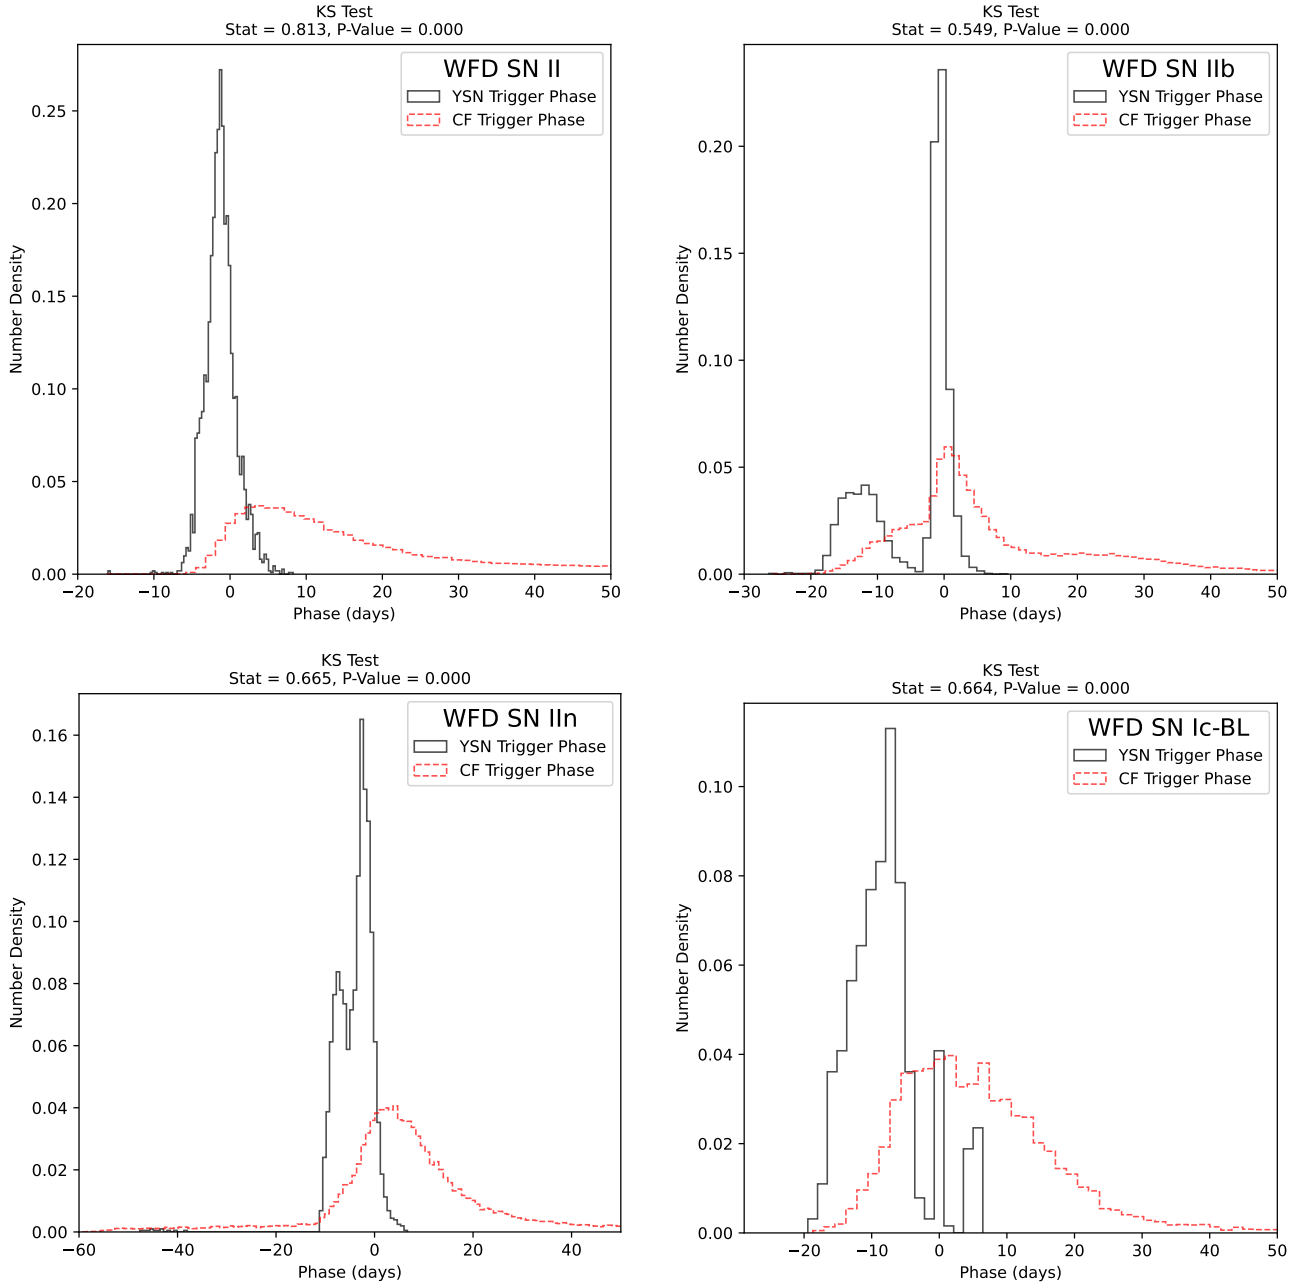 KS Test
Stat = 0.813, P-Value = 0.000
WFD SN II
YSN Trigger Phase
CF Trigger Phase
Number Density
0.25
0.20
0.15
0.10
0.05
0.00
−20 −10 0 10 20 30 40 50
Phase (days)
KS Test
Stat = 0.549, P-Value = 0.000
WFD SN IIb
YSN Trigger Phase
CF Trigger Phase
Number Density
0.20
0.15
0.10
0.05
0.00
−30 −20 −10 0 10 20 30 40 50
Phase (days)
KS Test
Stat = 0.665, P-Value = 0.000
WFD SN IIn
YSN Trigger Phase
CF Trigger Phase
Number Density
0.16
0.14
0.12
0.10
0.08
0.06
0.04
0.02
0.00
−60 −40 −20 0 20 40
Phase (days)
KS Test
Stat = 0.664, P-Value = 0.000
WFD SN Ic-BL
YSN Trigger Phase
CF Trigger Phase
Number Density
0.10
0.08
0.06
0.04
0.02
0.00
−20 −10 0 10 20 30 40 50
Phase (days)